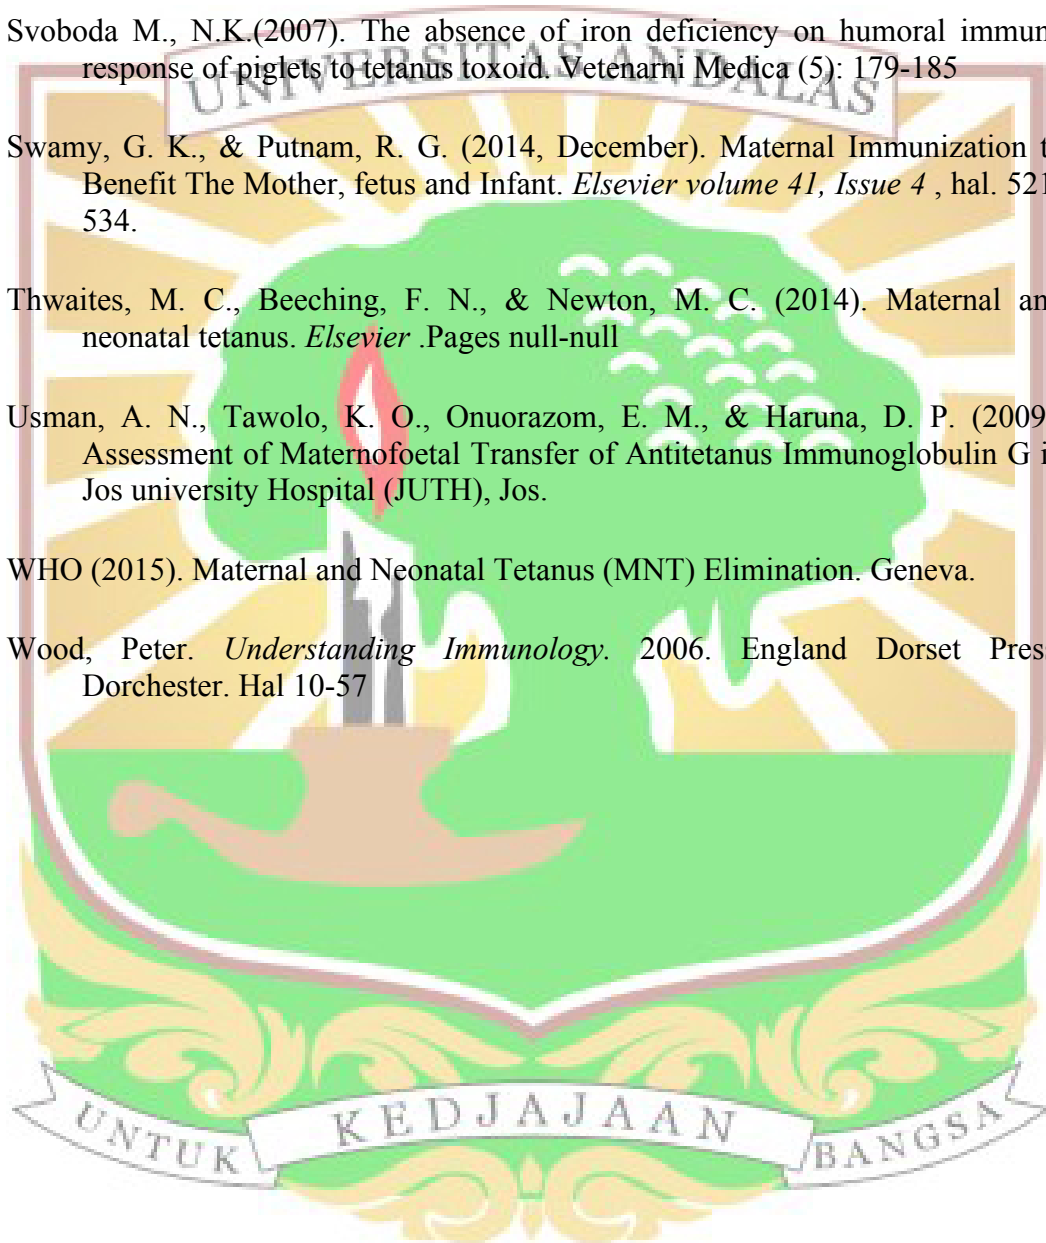 Svoboda M., N.K.(2007). The absence of iron deficiency on humoral immun
response of piglets to tetanus toxoid. Vetenarni Medica (5): 179-185
UNIVERSITAS ANDALAS
Swamy, G. K., & Putnam, R. G. (2014, December). Maternal Immunization t
Benefit The Mother, fetus and Infant. Elsevier volume 41, Issue 4 , hal. 521
534.
Thwaites, M. C., Beeching, F. N., & Newton, M. C. (2014). Maternal an
neonatal tetanus. Elsevier .Pages null-null
Usman, A. N., Tawolo, K. O., Onuorazom, E. M., & Haruna, D. P. (2009
Assessment of Maternofoetal Transfer of Antitetanus Immunoglobulin G i
Jos university Hospital (JUTH), Jos.
WHO (2015). Maternal and Neonatal Tetanus (MNT) Elimination. Geneva.
Wood, Peter. Understanding Immunology. 2006. England Dorset Press
Dorchester. Hal 10-57
UNTUK KEDJAJAAN BANGSA